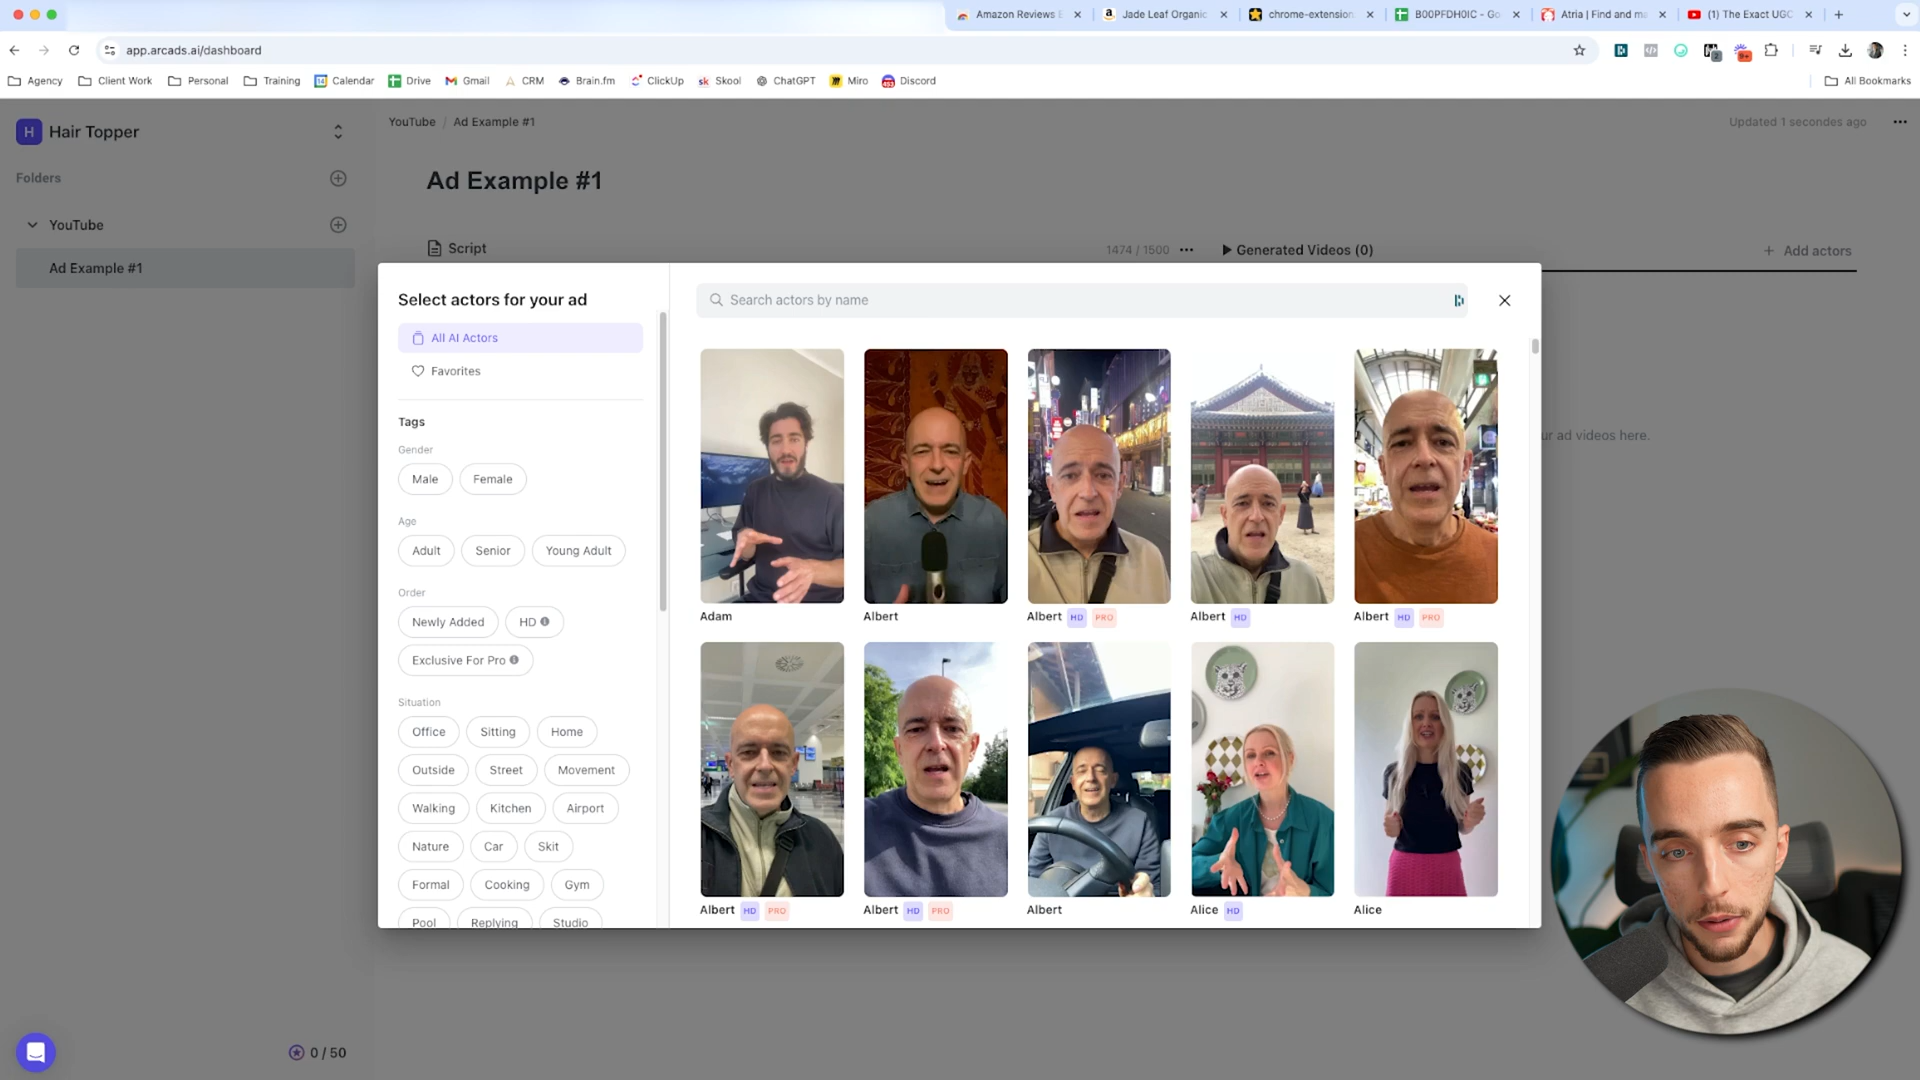 Amazon Reviews E
Jade Leaf Organic
chrome-extension
B00PFDH0IC - Go
Atria | Find and ma
(1) The Exact UGC
app.arcads.ai/dashboard
Agency
Client Work
Personal
Training
Calendar
Drive
Gmail
CRM
Brain.fm
ClickUp
Skool
ChatGPT
Miro
Discord
All Bookmarks
H Hair Topper
YouTube / Ad Example #1
Updated 1 secondes ago
Folders
Ad Example #1
YouTube
Ad Example #1
Script
1474 / 1500
Generated Videos (0)
+ Add actors
ur ad videos here.
Select actors for your ad
Search actors by name
All AI Actors
Favorites
Tags
Gender
Male
Female
Age
Adult
Senior
Young Adult
Order
Newly Added
HD
Exclusive For Pro
Situation
Office
Sitting
Home
Outside
Street
Movement
Walking
Kitchen
Airport
Nature
Car
Skit
Formal
Cooking
Gym
Pool
Replying
Studio
Adam
Albert
Albert HD PRO
Albert HD
Albert HD PRO
Albert HD PRO
Albert HD PRO
Albert
Alice HD
Alice
0 / 50